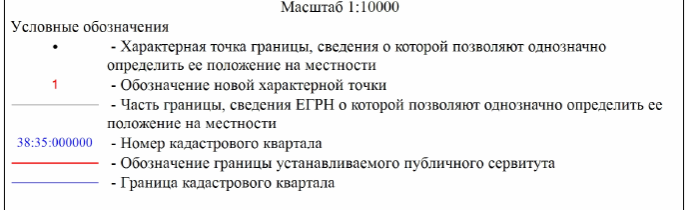 Масштаб 1:10000
Условные обозначения
- Характерная точка границы, сведения о которой позволяют однозначно
определить ее положение на местности
1 - Обозначение новой характерной точки
- Часть границы, сведения ЕГРН о которой позволяют однозначно определить ее
положение на местности
38:35:000000 - Номер кадастрового квартала
- Обозначение границы устанавливаемого публичного сервитута
- Граница кадастрового квартала